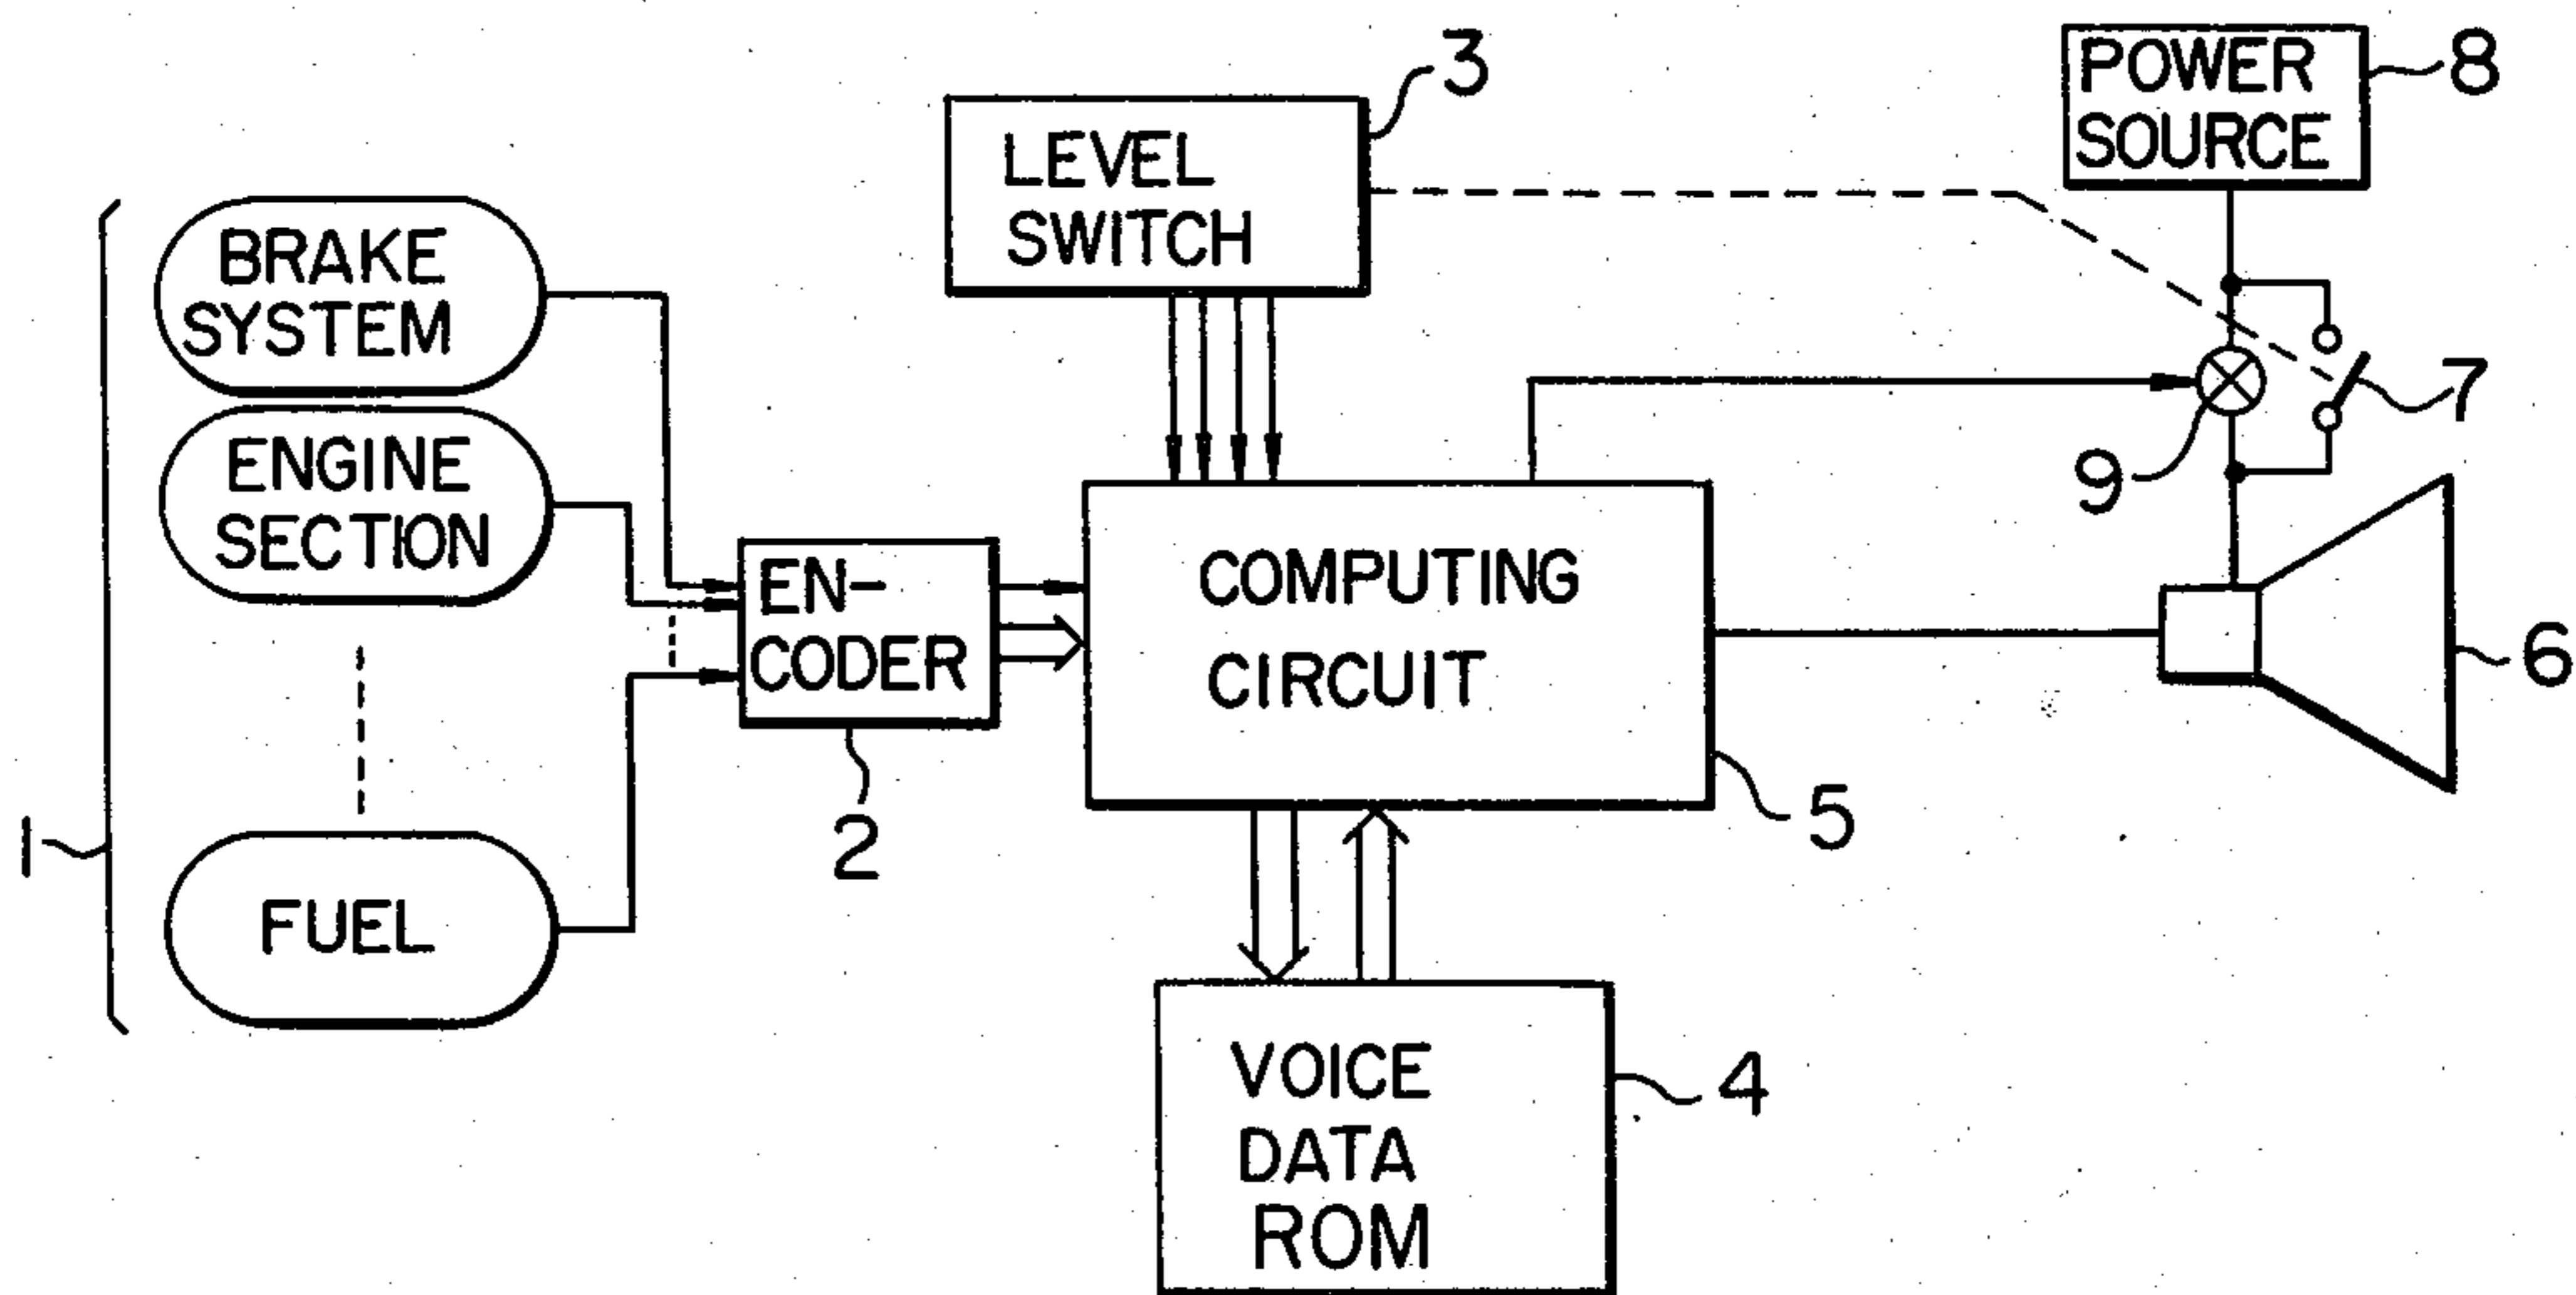 3
LEVEL
SWITCH
POWER
SOURCE
8
BRAKE
SYSTEM
ENGINE
SECTION
FUEL
1
EN-
CODER
2
COMPUTING
CIRCUIT
5
9
7
6
VOICE
DATA
ROM
4